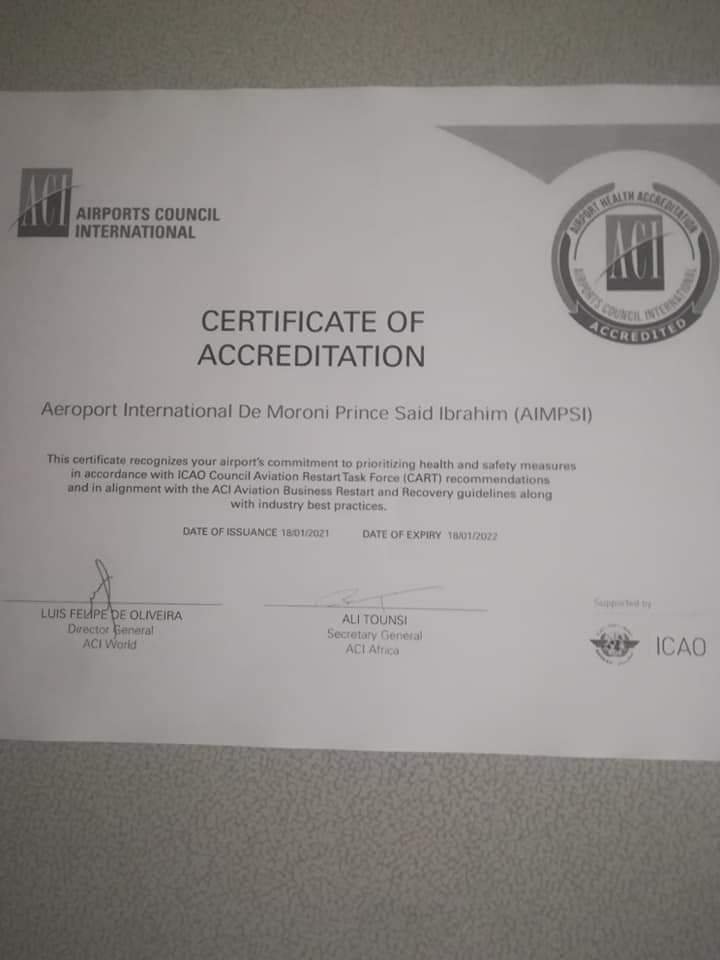 ACI AIRPORTS COUNCIL
INTERNATIONAL
AIRPORT HEALTH ACCREDITATION
ACI
AIRPORTS COUNCIL INTERNATIONAL
ACCREDITED
CERTIFICATE OF
ACCREDITATION
Aeroport International De Moroni Prince Said Ibrahim (AIMPSI)
This certificate recognizes your airport's commitment to prioritizing health and safety measures
in accordance with ICAO Council Aviation Restart Task Force (CART) recommendations
and in alignment with the ACI Aviation Business Restart and Recovery guidelines along
with industry best practices.
DATE OF ISSUANCE 18/01/2021 DATE OF EXPIRY 18/01/2022
LUIS FELIPE DE OLIVEIRA
Director General
ACI World
ALI TOUNSI
Secretary General
ACI Africa
Supported by
ICAO